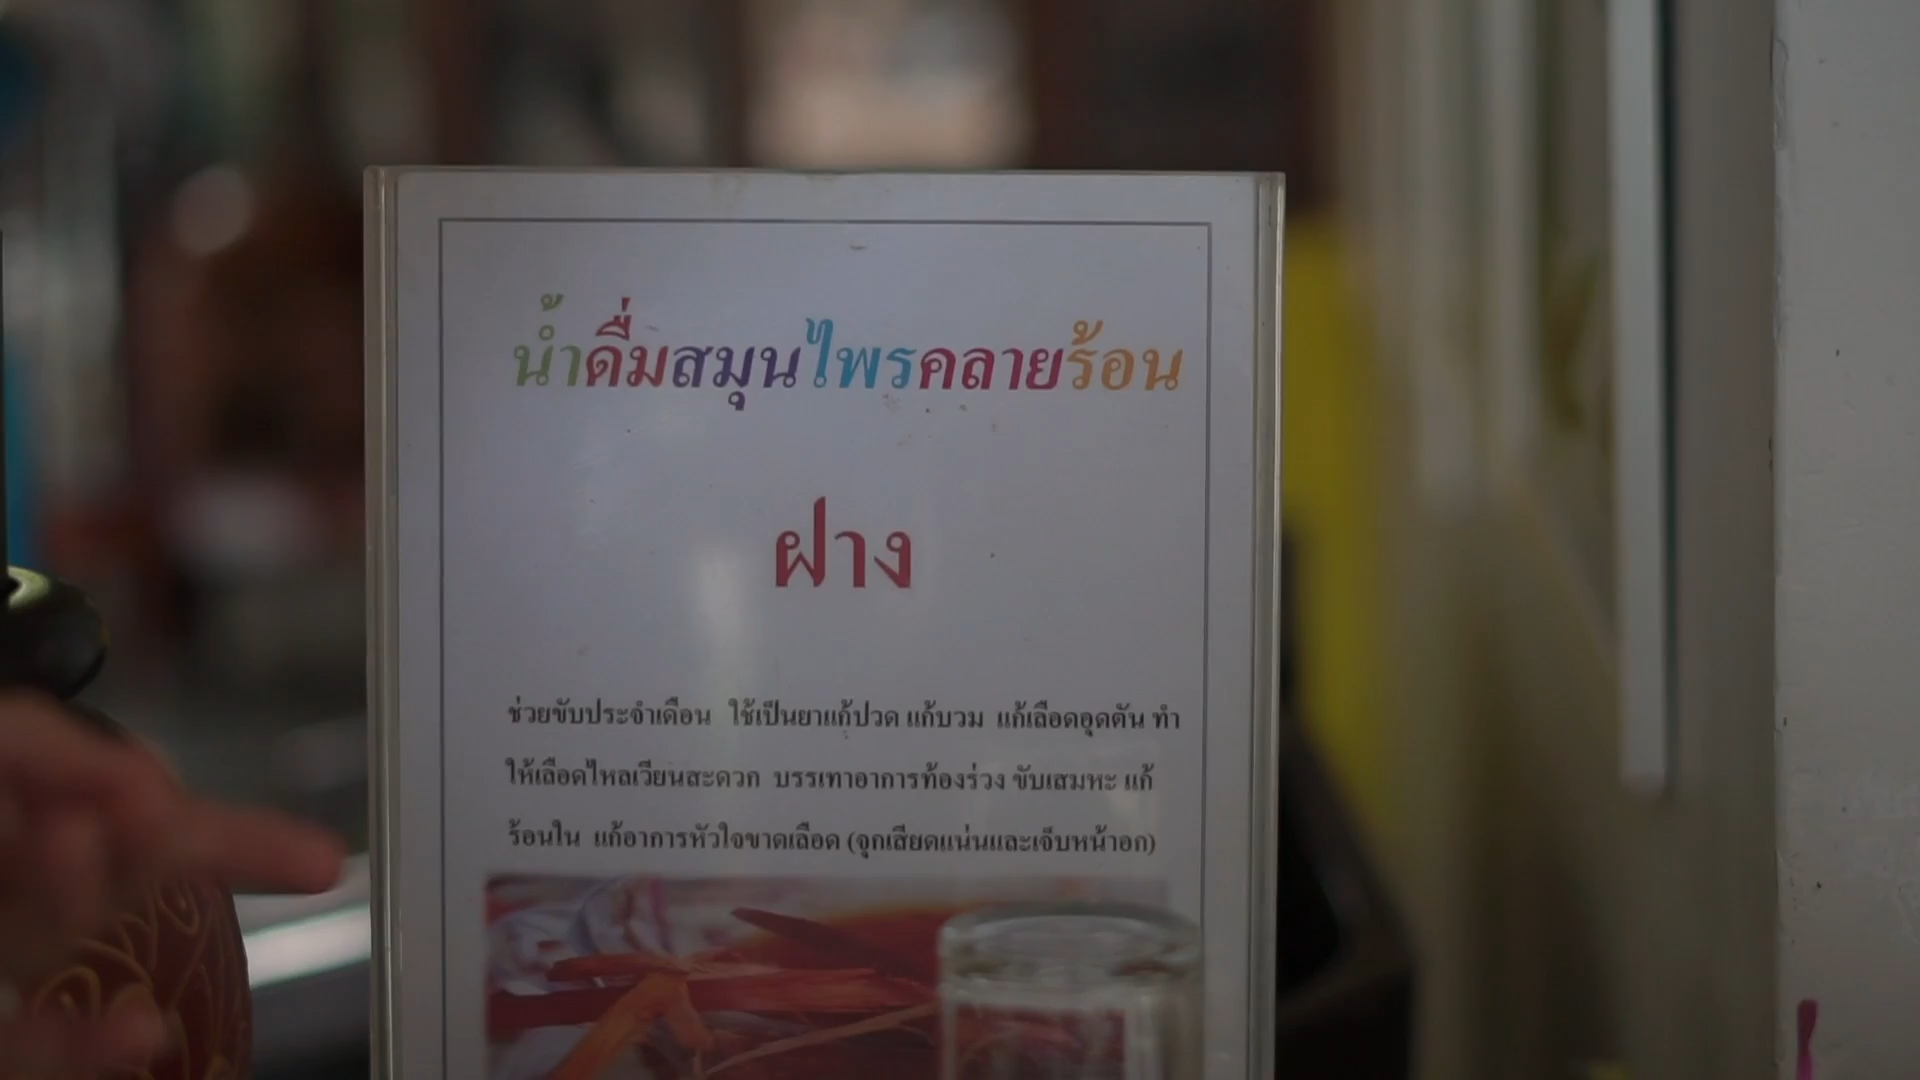 น้ำดื่มสมุนไพรคลายร้อน
ฝาง
ช่วยขับประจำเดือน ใช้เป็นยาแก้ปวด แก้บวม แก้เลือดอุดตัน ทำ
ให้เลือดไหลเวียนสะดวก บรรเทาอาการท้องร่วง ขับเสมหะ แก้
ร้อนใน แก้อาการหัวใจขาดเลือด (จุกเสียดแน่นและเจ็บหน้าอก)